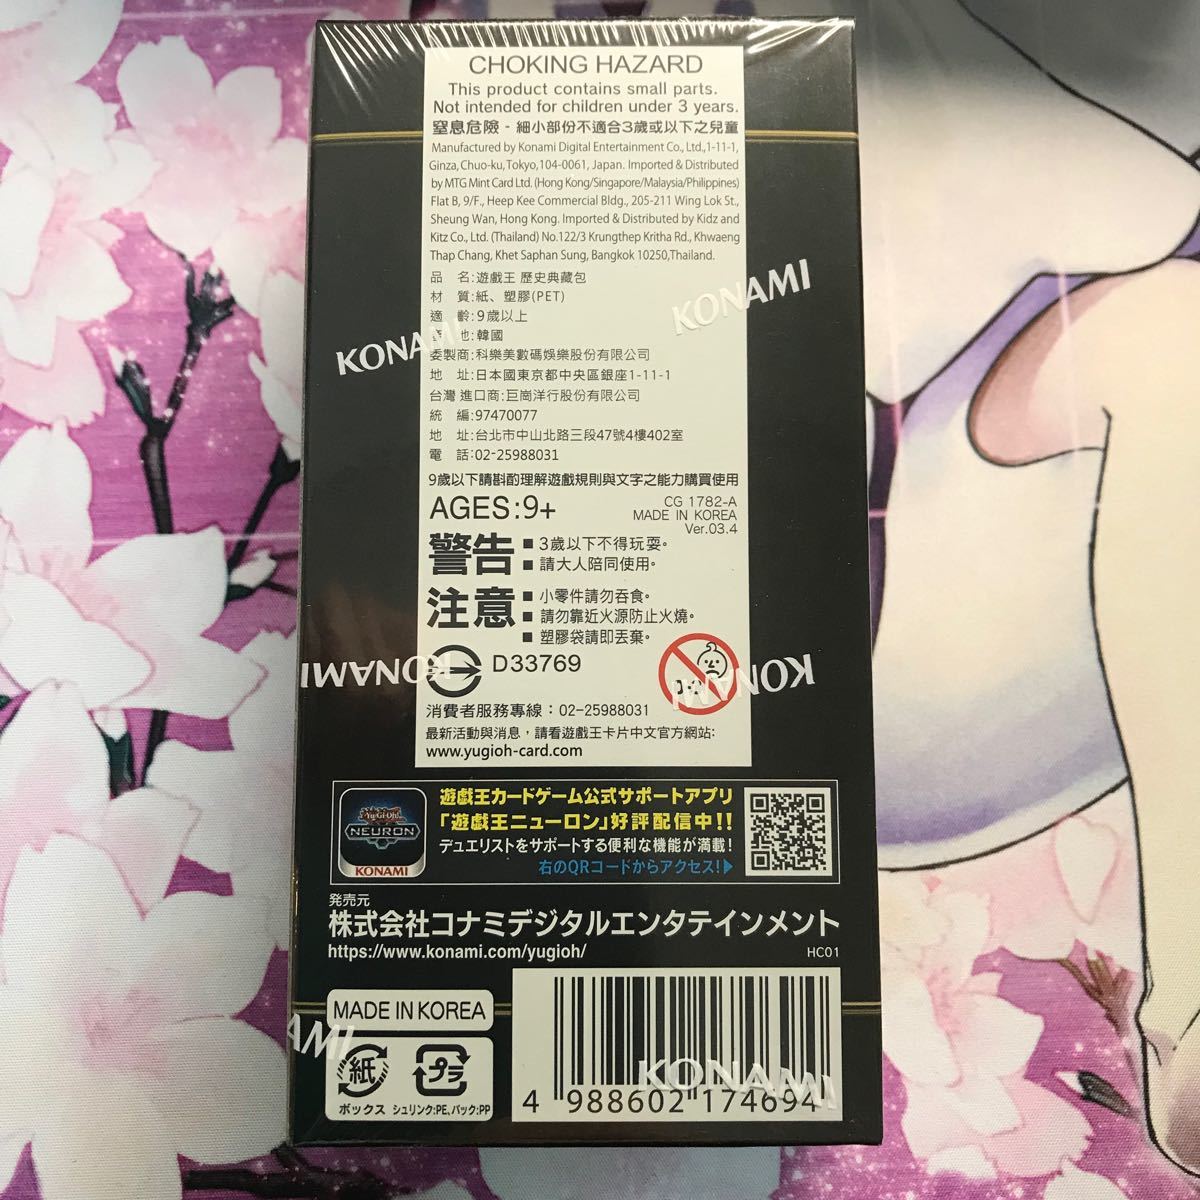 CHOKING HAZARD
This product contains small parts.
Not intended for children under 3 years.
窒息危險 - 細小部份不適合3歲或以下之兒童
Manufactured by Konami Digital Entertainment Co., Ltd.,1-11-1,
Ginza, Chuo-ku,Tokyo,104-0061, Japan. Imported & Distributed
by MTG Mint Card Ltd. (Hong Kong/Singapore/Malaysia/Philippines)
Flat B, 9/F., Heep Kee Commercial Bldg., 205-211 Wing Lok St.,
Sheung Wan, Hong Kong. Imported & Distributed by Kidz and
Kitz Co., Ltd. (Thailand) No.122/3 Krungthep Kritha Rd., Khwaeng
Thap Chang, Khet Saphan Sung, Bangkok 10250,Thailand.
品 名:遊戲王 歷史典藏包
材 質:紙、塑膠(PET)
適 齡:9歲以上
地:韓國
委製商:科樂美數碼娛樂股份有限公司
地 址:日本國東京都中央區銀座1-11-1
台灣 進口商:巨崗洋行股份有限公司
統 編:97470077
地 址:台北市中山北路三段47號4樓402室
電 話:02-25988031
9歲以下請斟酌理解遊戲規則與文字之能力購買使用
AGES:9+
CG 1782-A
MADE IN KOREA
Ver.03.4
警告
■ 3歲以下不得玩耍。
■ 請大人陪同使用。
注意
■ 小零件請勿吞食。
■ 請勿靠近火源防止火燒。
■ 塑膠袋請即丟棄。
D33769
0-3
消費者服務專線：02-25988031
最新活動與消息，請看遊戲王卡片中文官方網站:
www.yugioh-card.com
KONAMI
KONAMI
KONAMI
KONAMI
Yu-Gi-Oh!
NEURON
KONAMI
遊戯王カードゲーム公式サポートアプリ
「遊戯王ニューロン」好評配信中!!
デュエリストをサポートする便利な機能が満載!
右のQRコードからアクセス!▶
発売元
株式会社コナミデジタルエンタテインメント
https://www.konami.com/yugioh/
HC01
MADE IN KOREA
AMI
紙
プラ
ボックス
シュリンク:PE,パック:PP
KONAMI
4 988602 174694